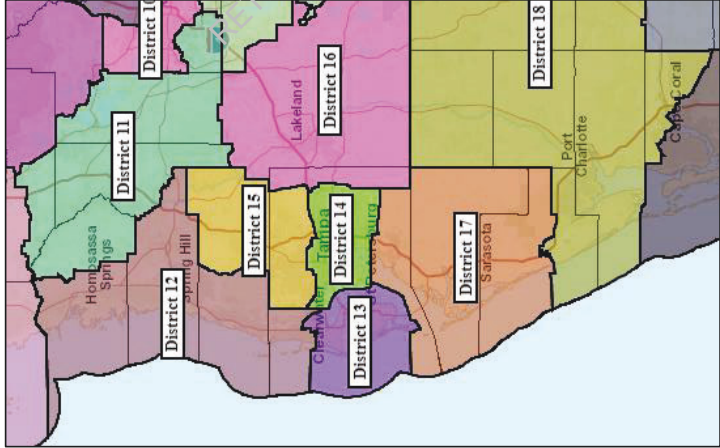 District 10
District 11
District 16
Lakeland
District 18
Homosassa
Springs
District 12
Spring Hill
District 15
Clearwater
Tampa
District 14
District 13
District 17
Sarasota
Port
Charlotte
Cape Coral